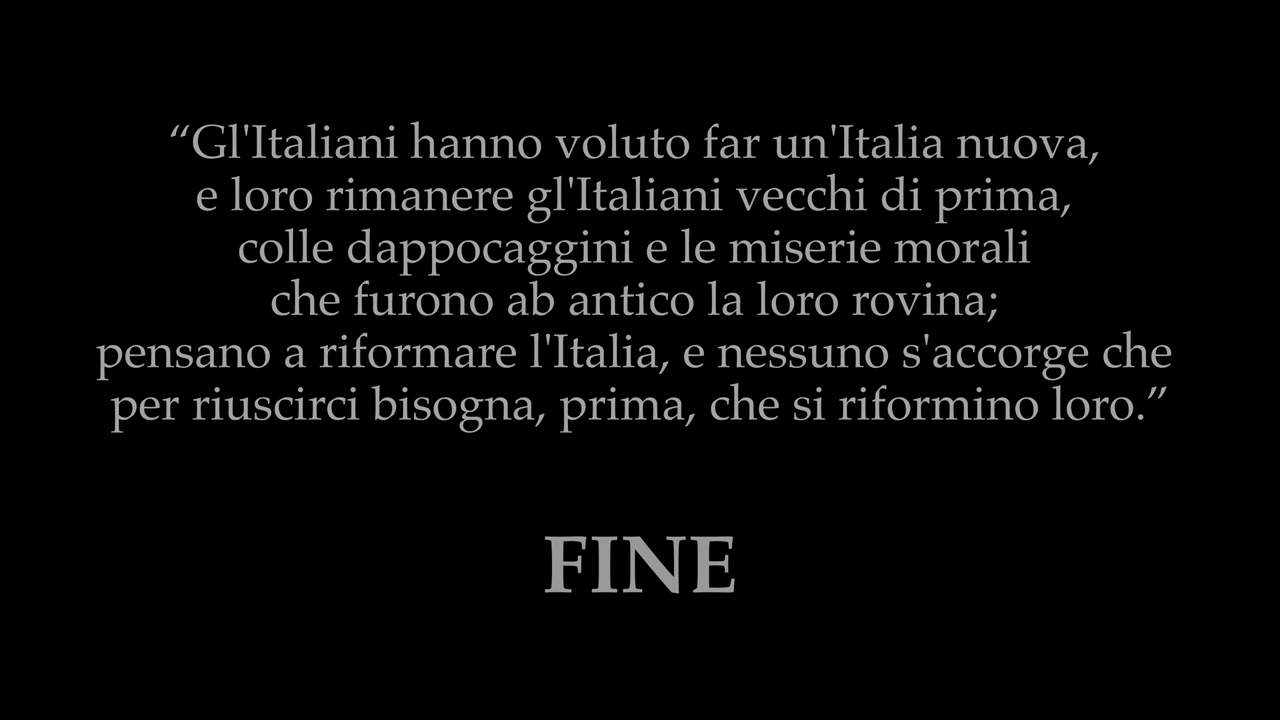 “Gl'Italiani hanno voluto far un'Italia nuova,
e loro rimanere gl'Italiani vecchi di prima,
colle dappocaggini e le miserie morali
che furono ab antico la loro rovina;
pensano a riformare l'Italia, e nessuno s'accorge che
per riuscirci bisogna, prima, che si riformino loro.”
FINE